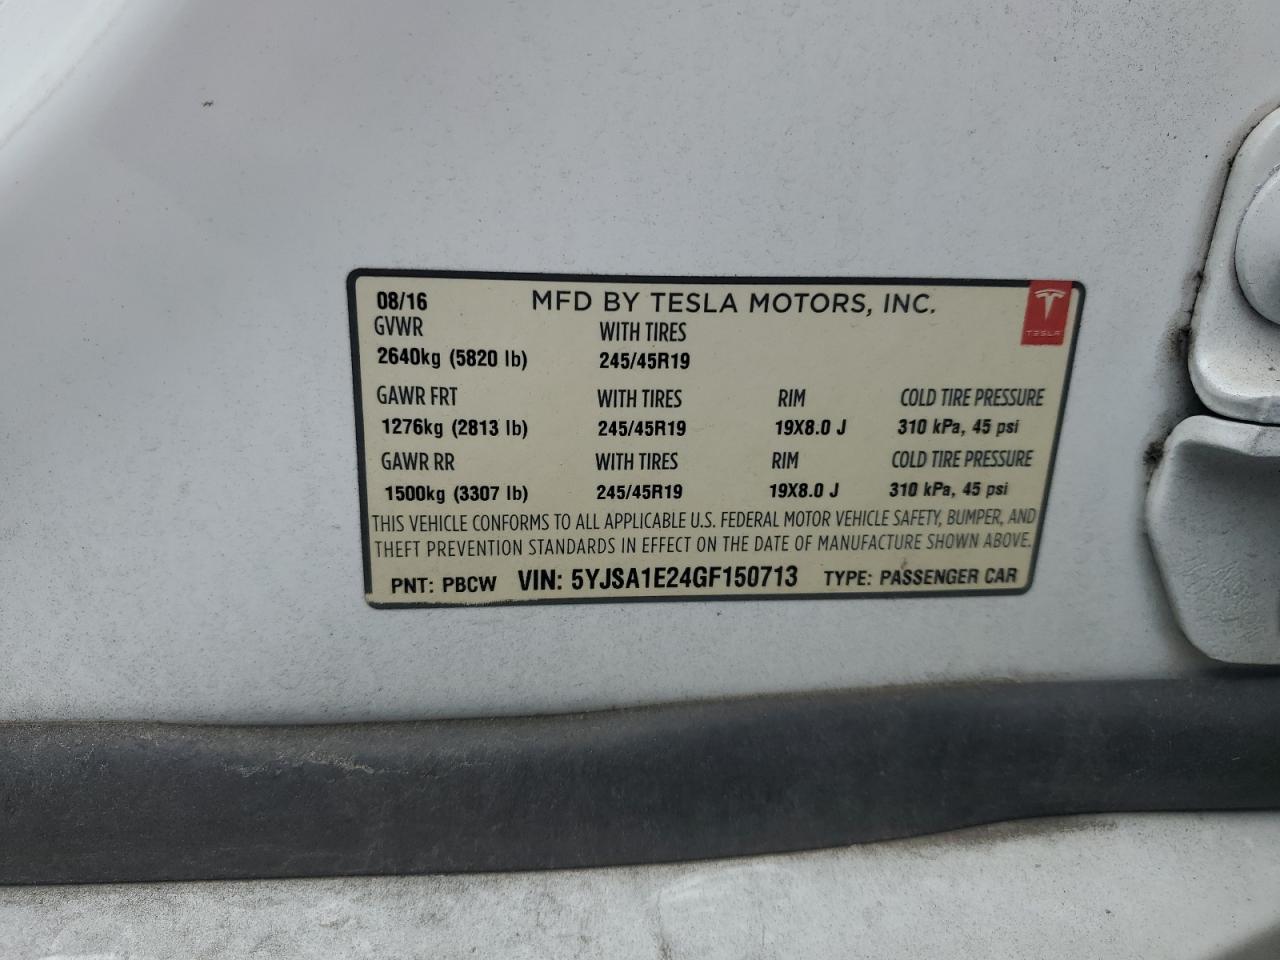 08/16 MFD BY TESLA MOTORS, INC.
TESLA
GVWR WITH TIRES
2640kg (5820 lb) 245/45R19
GAWR FRT WITH TIRES RIM COLD TIRE PRESSURE
1276kg (2813 lb) 245/45R19 19X8.0 J 310 kPa, 45 psi
GAWR RR WITH TIRES RIM COLD TIRE PRESSURE
1500kg (3307 lb) 245/45R19 19X8.0 J 310 kPa, 45 psi
THIS VEHICLE CONFORMS TO ALL APPLICABLE U.S. FEDERAL MOTOR VEHICLE SAFETY, BUMPER, AND
THEFT PREVENTION STANDARDS IN EFFECT ON THE DATE OF MANUFACTURE SHOWN ABOVE.
PNT: PBCW VIN: 5YJSA1E24GF150713 TYPE: PASSENGER CAR